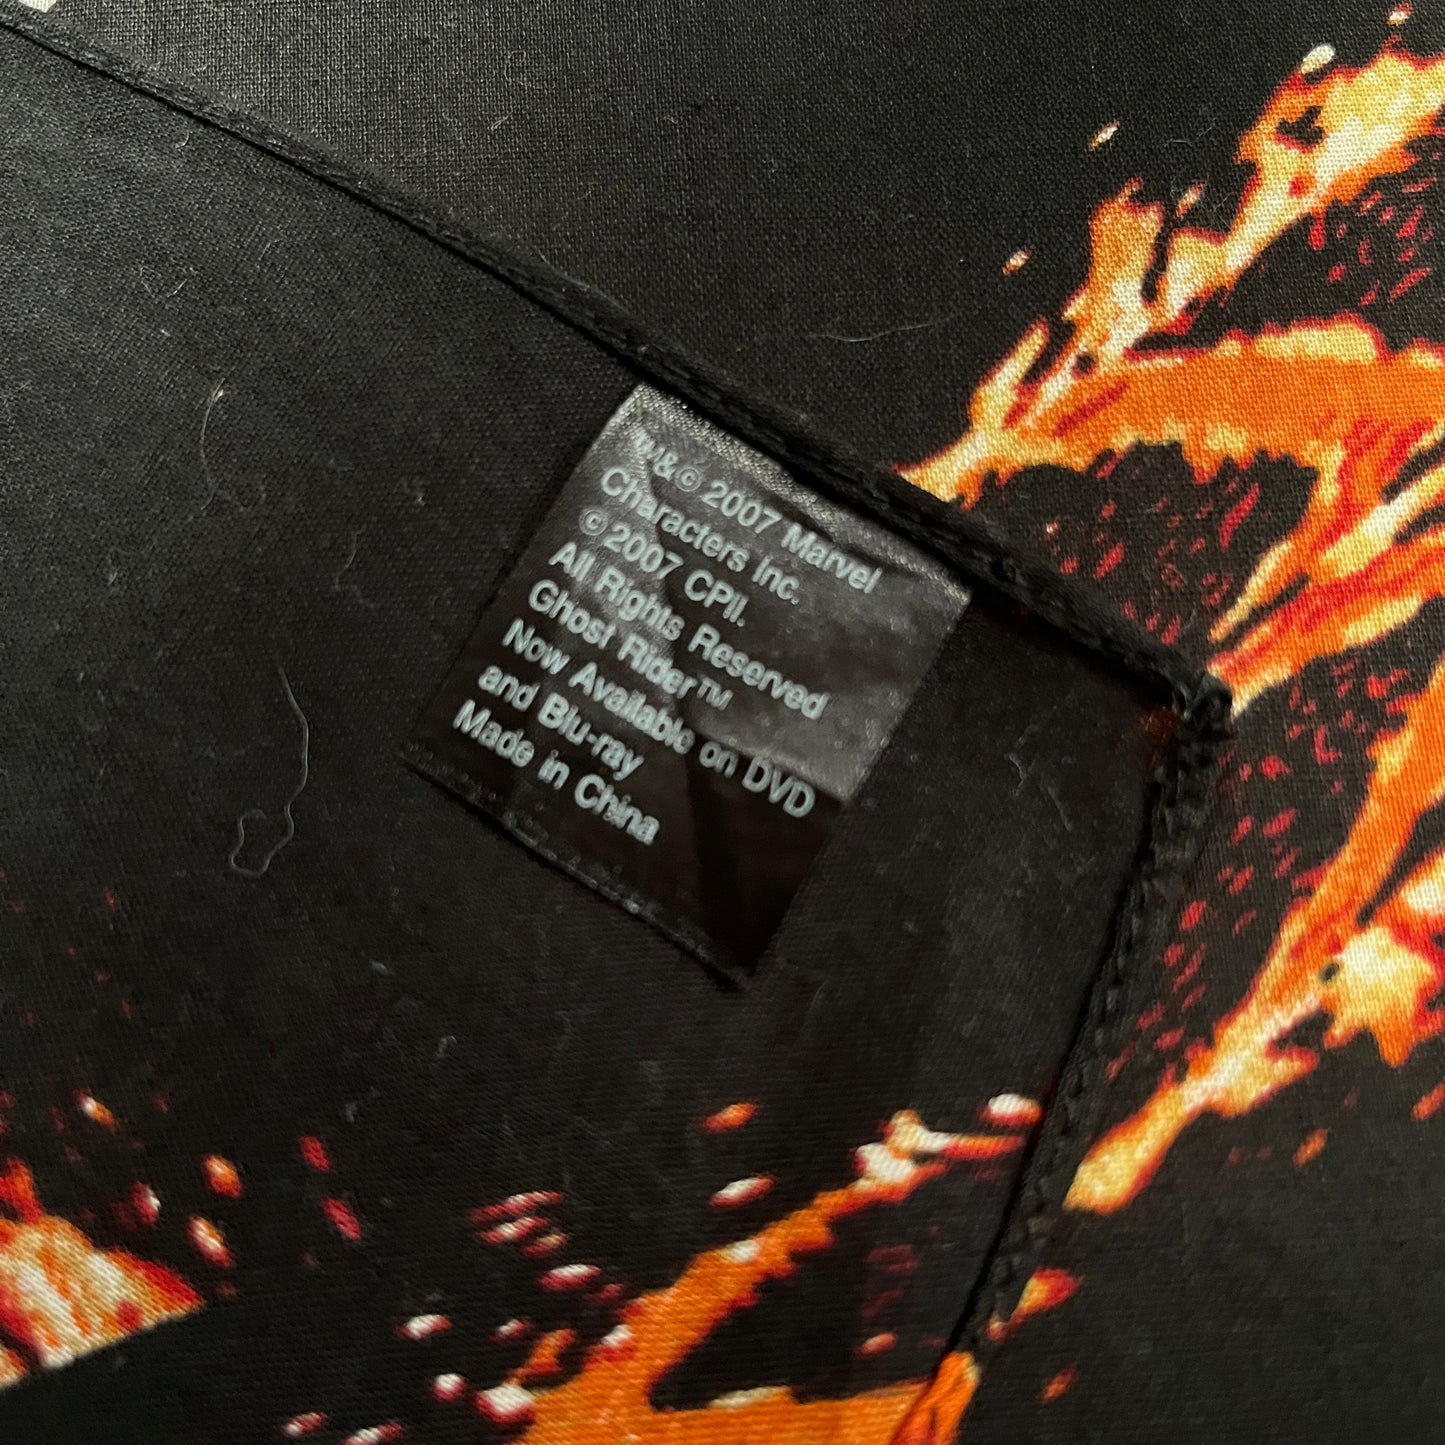 ™&© 2007 Marvel
Characters Inc.
© 2007 CPII.
All Rights Reserved
Ghost Rider™
Now Available on DVD
and Blu-ray
Made in China